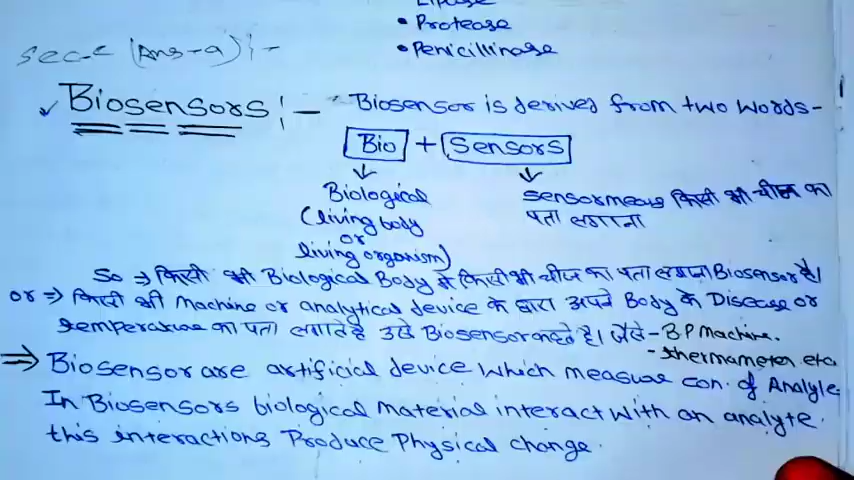 Lipase
• Protease
• Penicillinase
Sec-c (Ans-9) :-
✓ Biosensors :- Biosensor is derived from two words-
Bio + Sensors
↓ ↓
Biological
(living body
or
living organism)
sensor means किसी भी चीज का
पता लगाना
So ⇒ किसी भी Biological Body में किसी भी चीज का पता लगाना Biosensor है।
or ⇒ किसी भी machine or analytical device के द्वारा अपने Body के Disease or
temperature का पता लगाते है उसे Biosensor कहते है। जैसे - B.P machine.
- thermameter etc
⇒ Biosensor are artificial device which measure con. of Analyte
In Biosensors biological material interact with an analyte.
this interactions Produce Physical change.